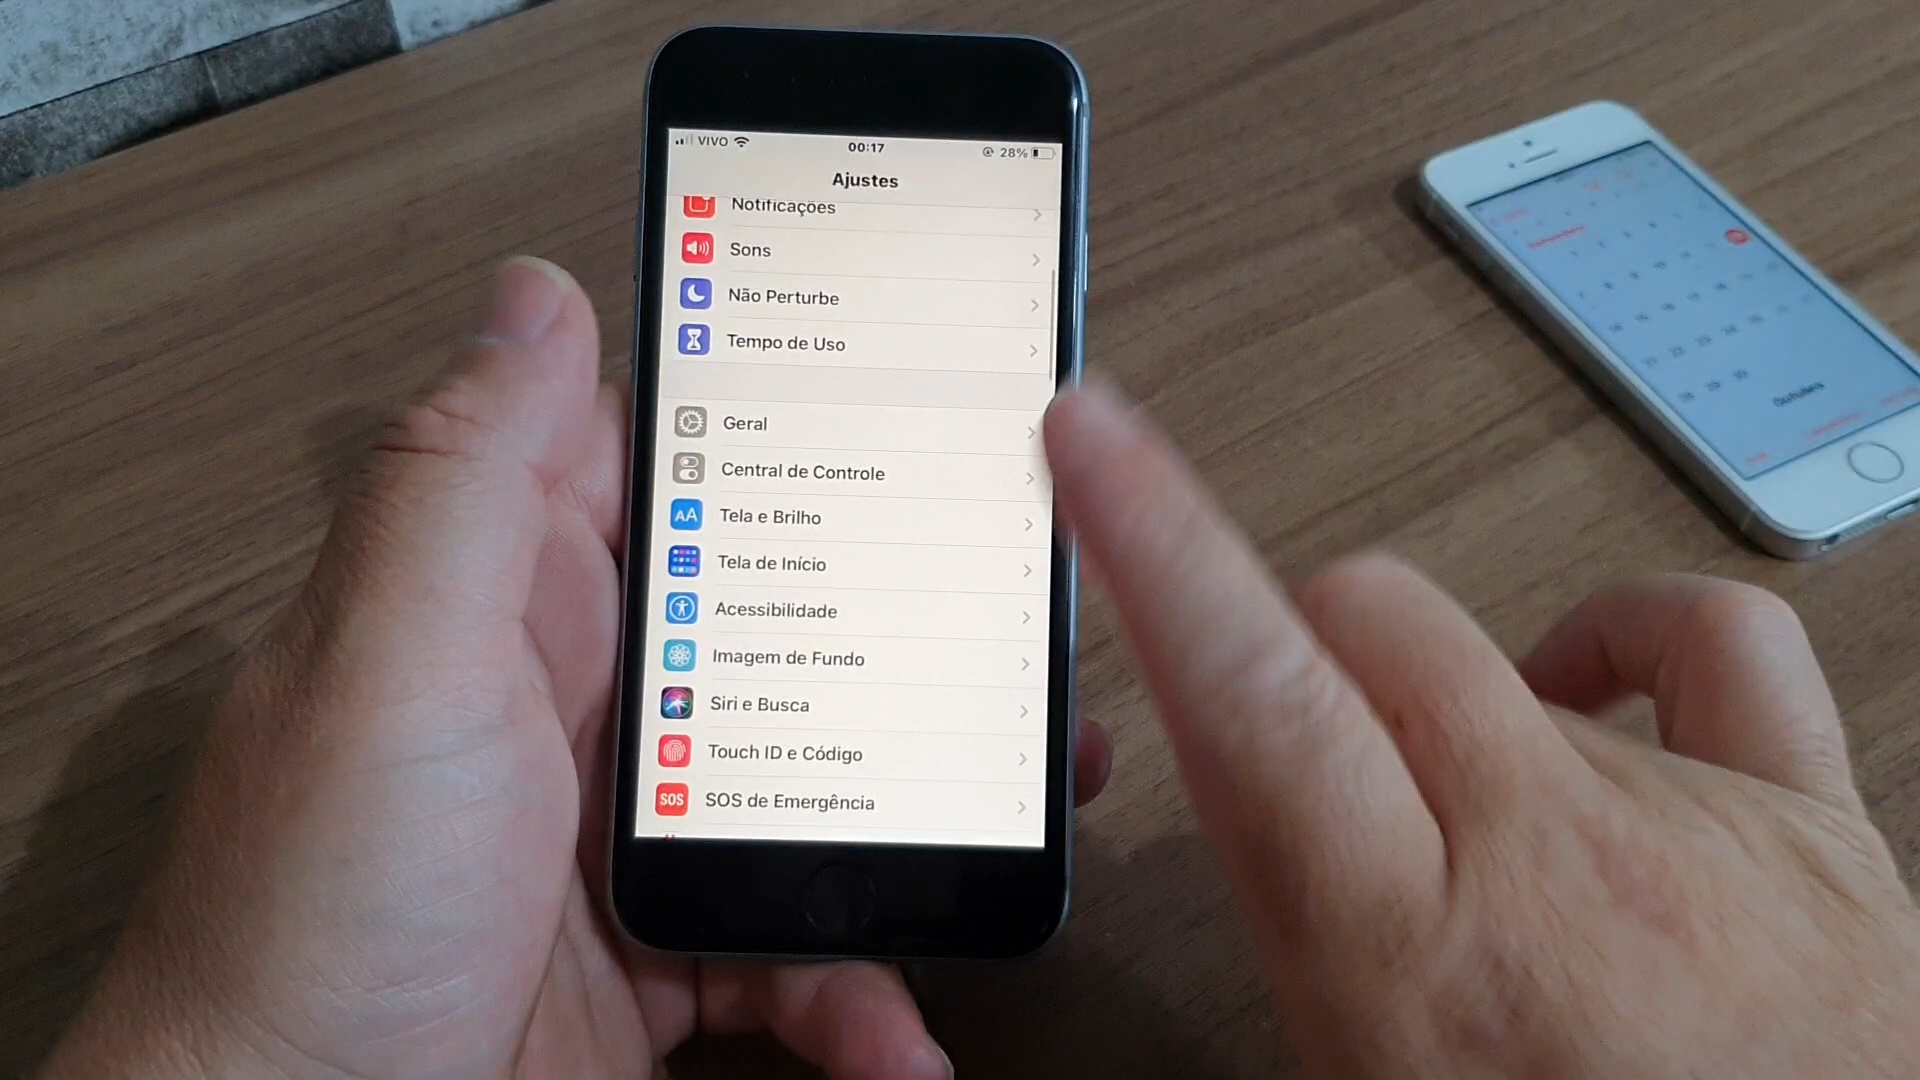 VIVO 00:17 28%
Ajustes
Notificações
Sons
Não Perturbe
Tempo de Uso
Geral
Central de Controle
AA Tela e Brilho
Tela de Início
Acessibilidade
Imagem de Fundo
Siri e Busca
Touch ID e Código
SOS SOS de Emergência
Outubro